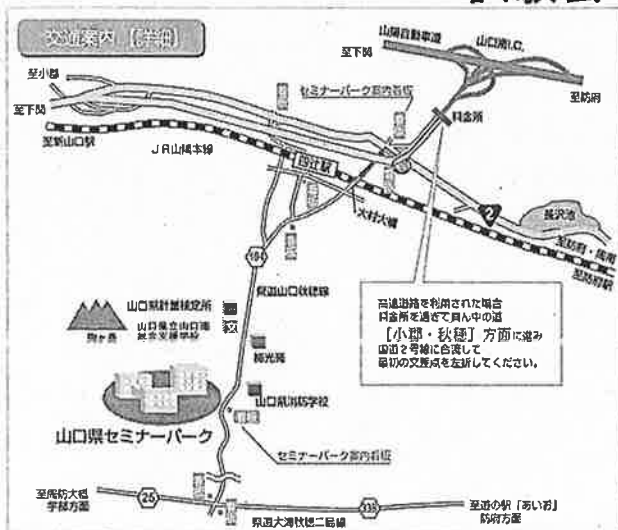 交通案内 【詳細】
山陽自動車道
山口南I.C.
至下関
至防府
至小郡
セミナーパーク案内看板
料金所
至下関
至新山口駅
JR山陽本線
四辻駅
大村大橋
2
長沢池
至防府・周南
至防府駅
194
県道山口秋穂線
高速道路を利用された場合
料金所を過ぎて真ん中の道
［小郡・秋穂］方面に進み
国道2号線に合流して
最初の交差点を左折してください。
山口県計量検定所
山口県立山口南
総合支援学校
陽光苑
山口県消防学校
山口県セミナーパーク
セミナーパーク案内看板
至周防大橋
宇部方面
25
県道大海秋穂二島線
338
至道の駅「あいお」
防府方面